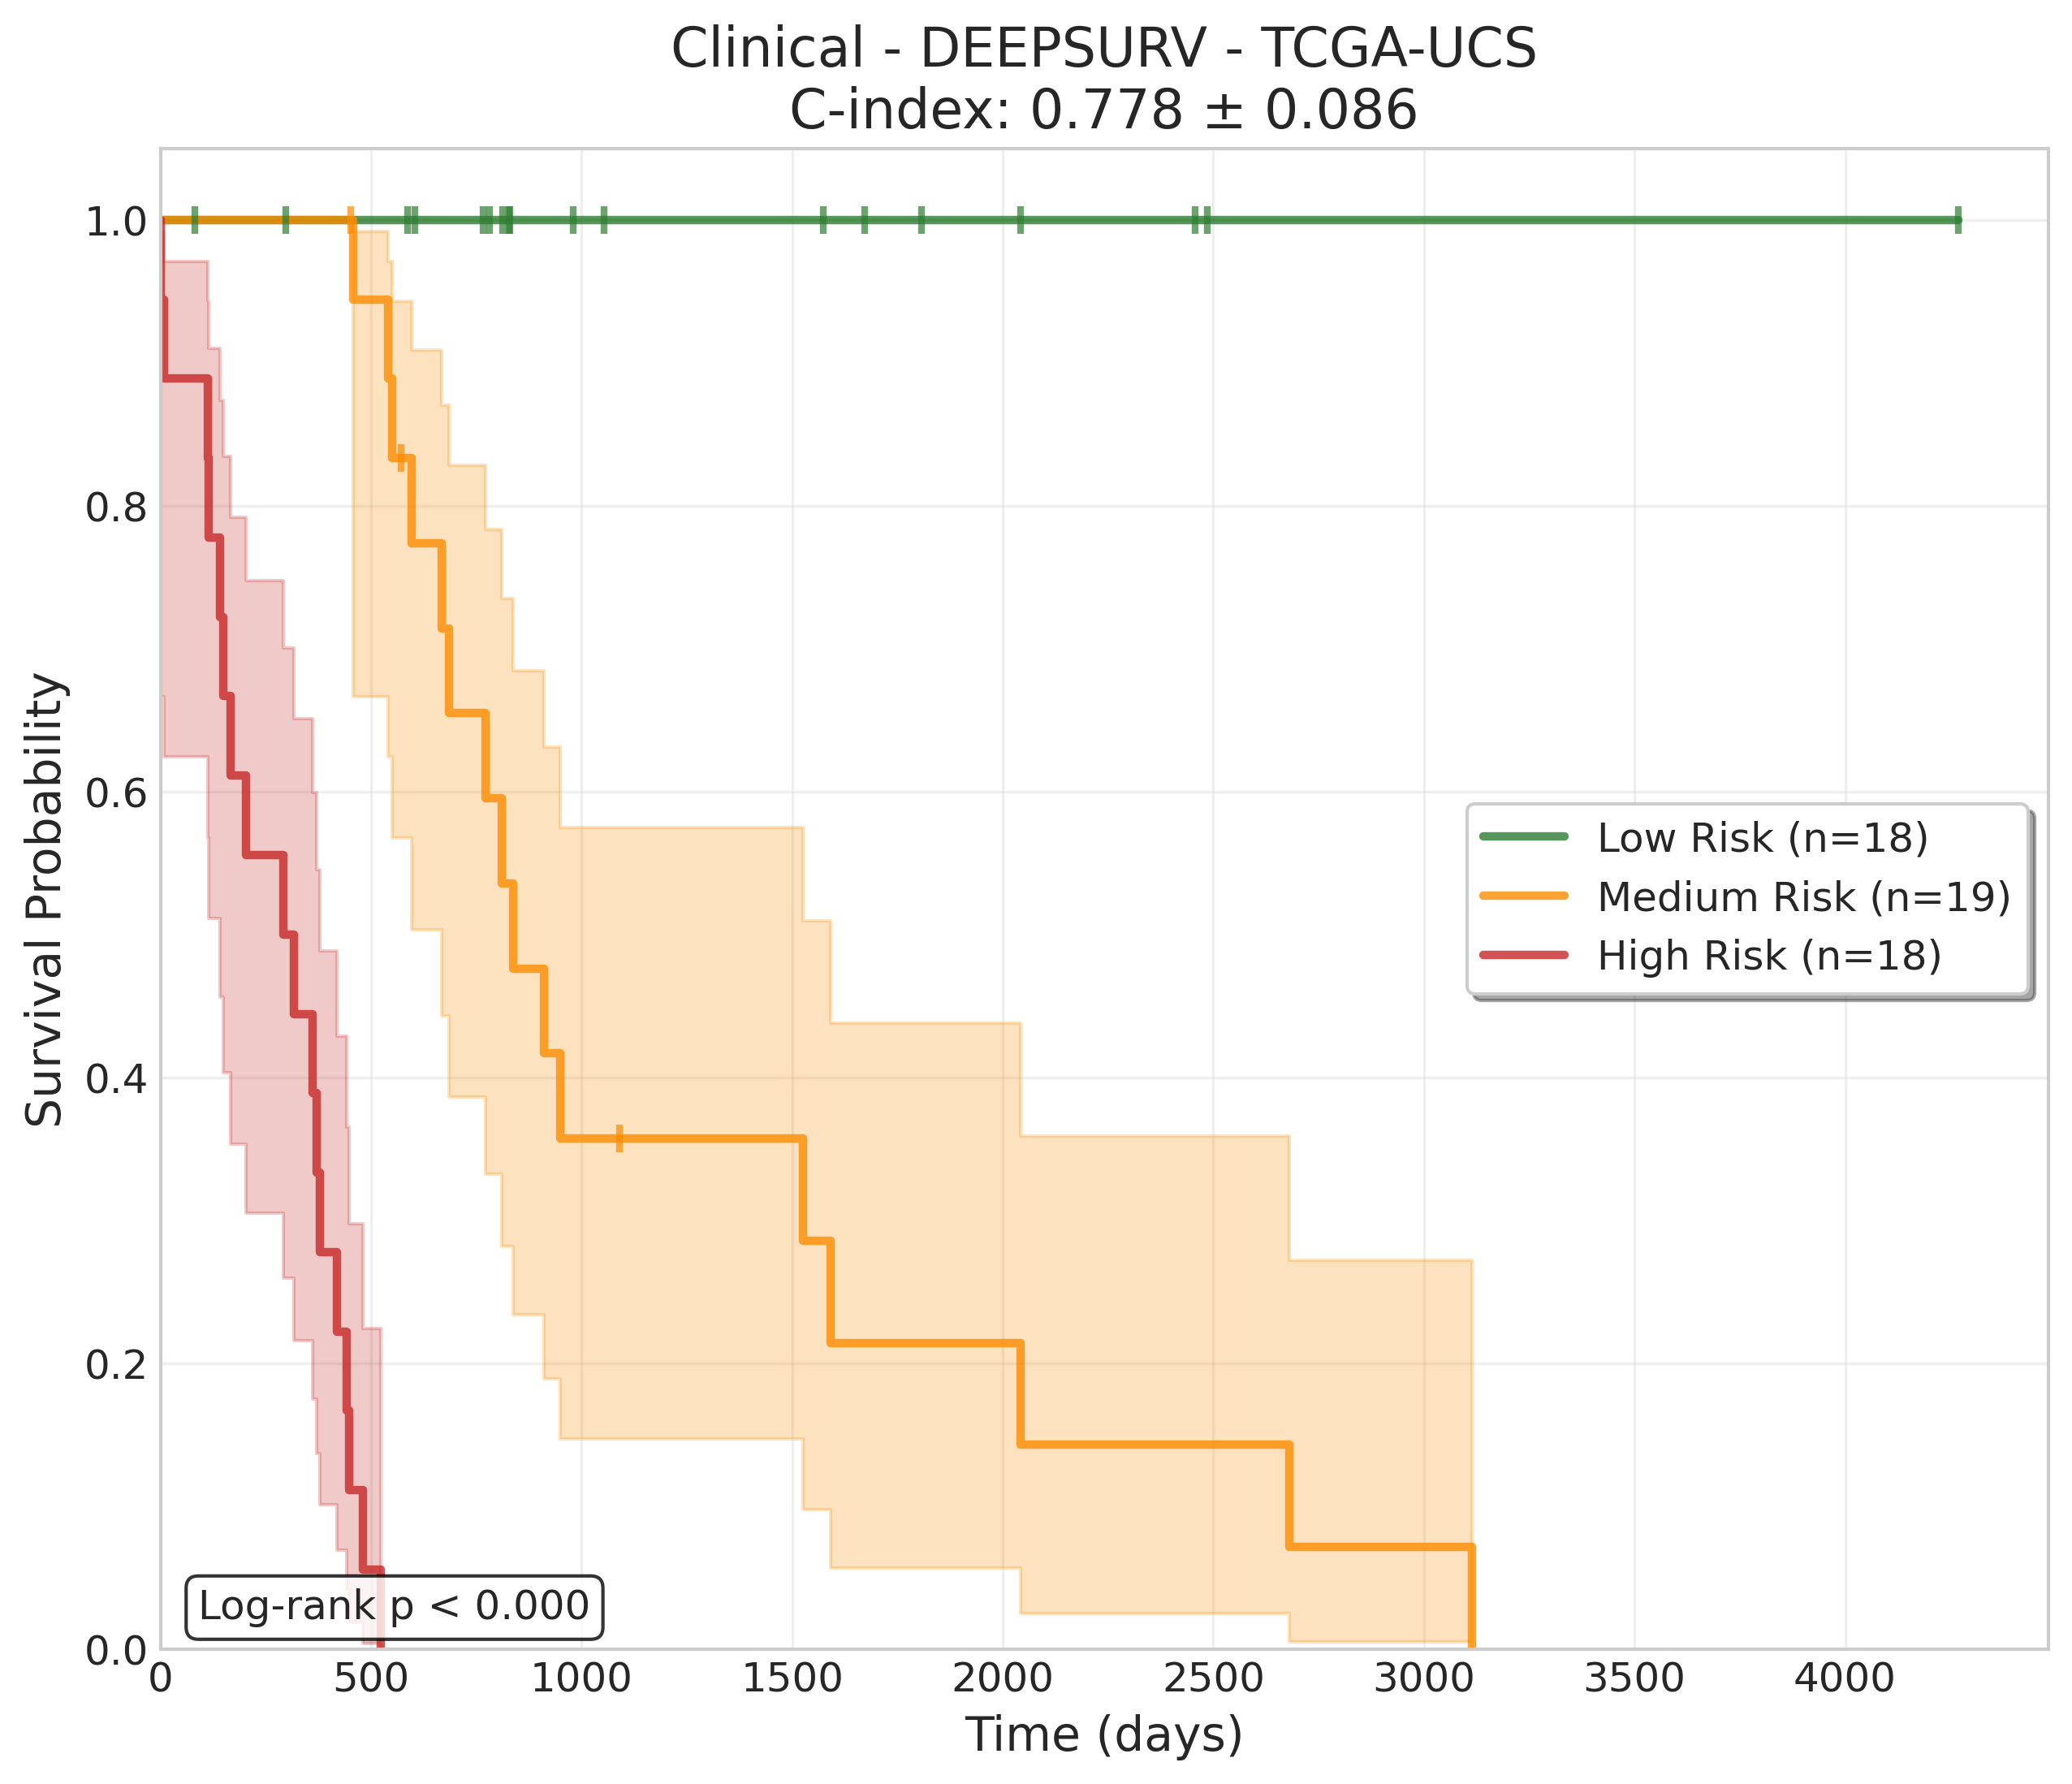 Clinical - DEEPSURV - TCGA-UCS
C-index: 0.778 ± 0.086
Survival Probability
1.0
0.8
0.6
0.4
0.2
0.0
Low Risk (n=18)
Medium Risk (n=19)
High Risk (n=18)
Log-rank p < 0.000
0 500 1000 1500 2000 2500 3000 3500 4000
Time (days)